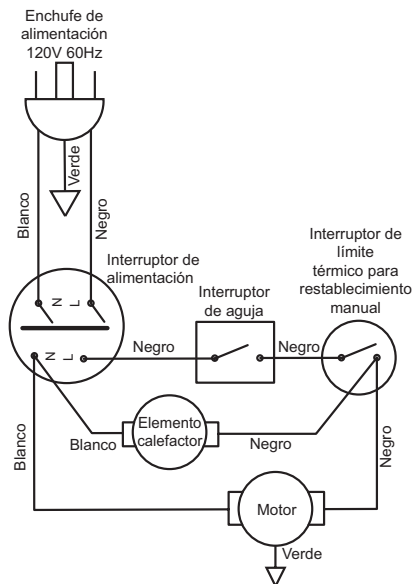 Enchufe de
alimentación
120V 60Hz
Verde
Blanco
Negro
N
L
Interruptor de
alimentación
Interruptor
de aguja
Interruptor de
límite
térmico para
restablecimiento
manual
N
L
Negro
Negro
Elemento
calefactor
Blanco
Negro
Blanco
Negro
Motor
Verde